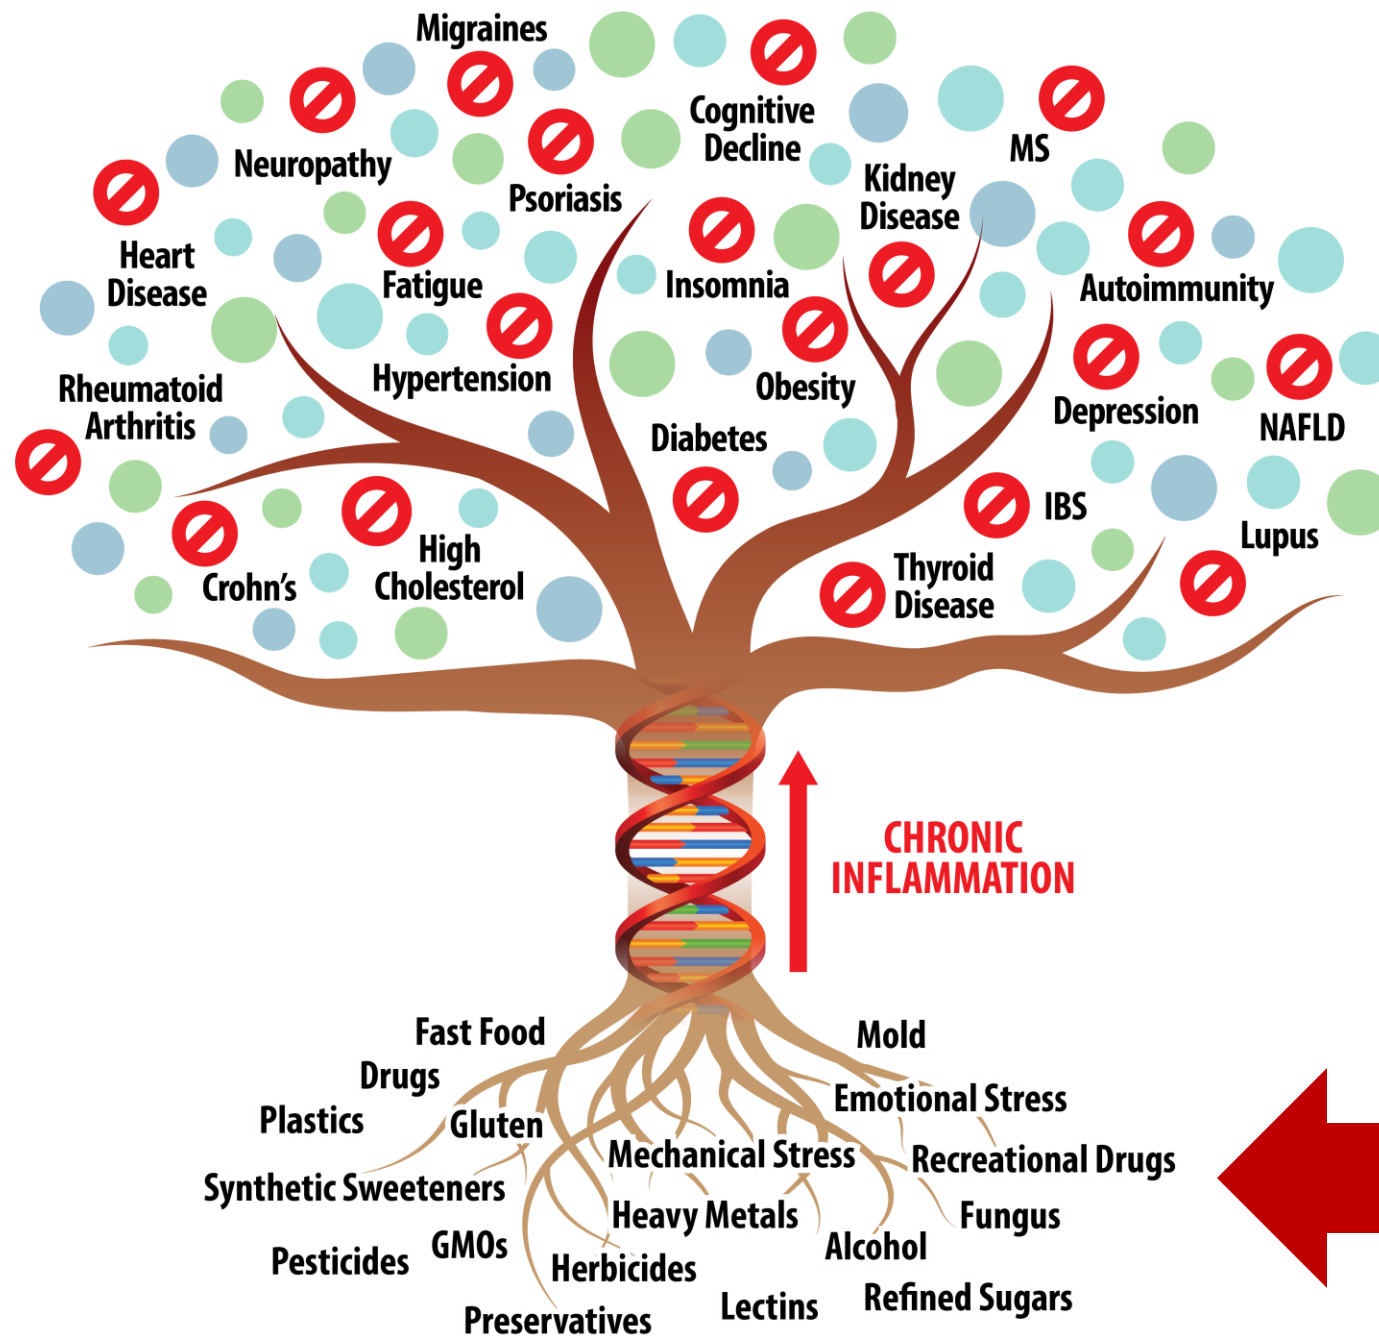 Migraines
Cognitive
Decline
MS
Neuropathy
Psoriasis
Kidney
Disease
Heart
Disease
Fatigue
Insomnia
Autoimmunity
Rheumatoid
Arthritis
Hypertension
Obesity
Depression
NAFLD
Diabetes
High
Cholesterol
Crohn's
IBS
Lupus
Thyroid
Disease
CHRONIC
INFLAMMATION
Fast Food
Mold
Drugs
Emotional Stress
Plastics
Gluten
Mechanical Stress
Recreational Drugs
Synthetic Sweeteners
Heavy Metals
Fungus
GMOs
Alcohol
Pesticides
Herbicides
Refined Sugars
Lectins
Preservatives